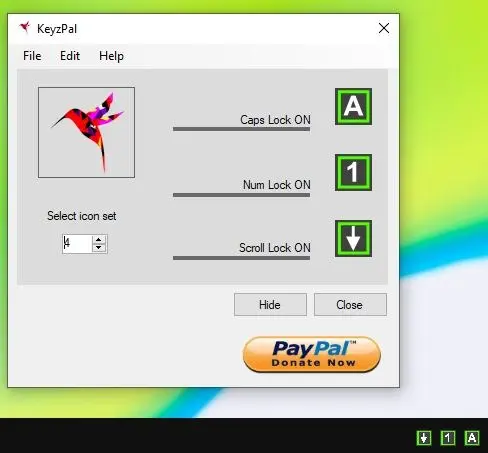 KeyzPal
File Edit Help
Caps Lock ON
A
Num Lock ON
1
Select icon set
4
Scroll Lock ON
Hide Close
PayPal™
Donate Now
1 A